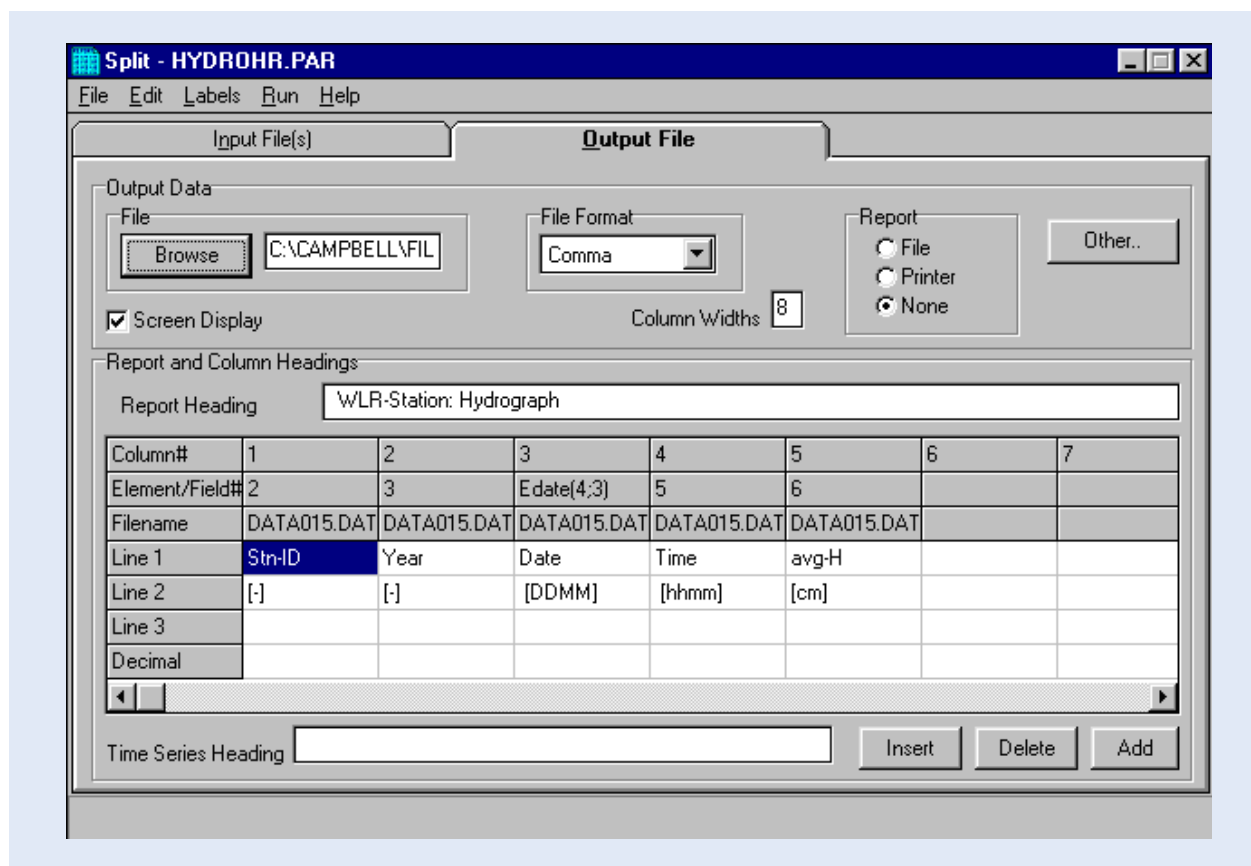 Split - HYDROHR.PAR
File Edit Labels Run Help
Input File(s) Output File
Output Data
File File Format Report
Browse C:\CAMPBELL\FIL Comma File Other..
Printer
Screen Display Column Widths 8 None
Report and Column Headings
Report Heading WLR-Station: Hydrograph
Column# 1 2 3 4 5 6 7
Element/Field# 2 3 Edate(4;3) 5 6
Filename DATA015.DAT DATA015.DAT DATA015.DAT DATA015.DAT DATA015.DAT
Line 1 Stn-ID Year Date Time avg-H
Line 2 [-] [-] [DDMM] [hhmm] [cm]
Line 3
Decimal
Time Series Heading Insert Delete Add